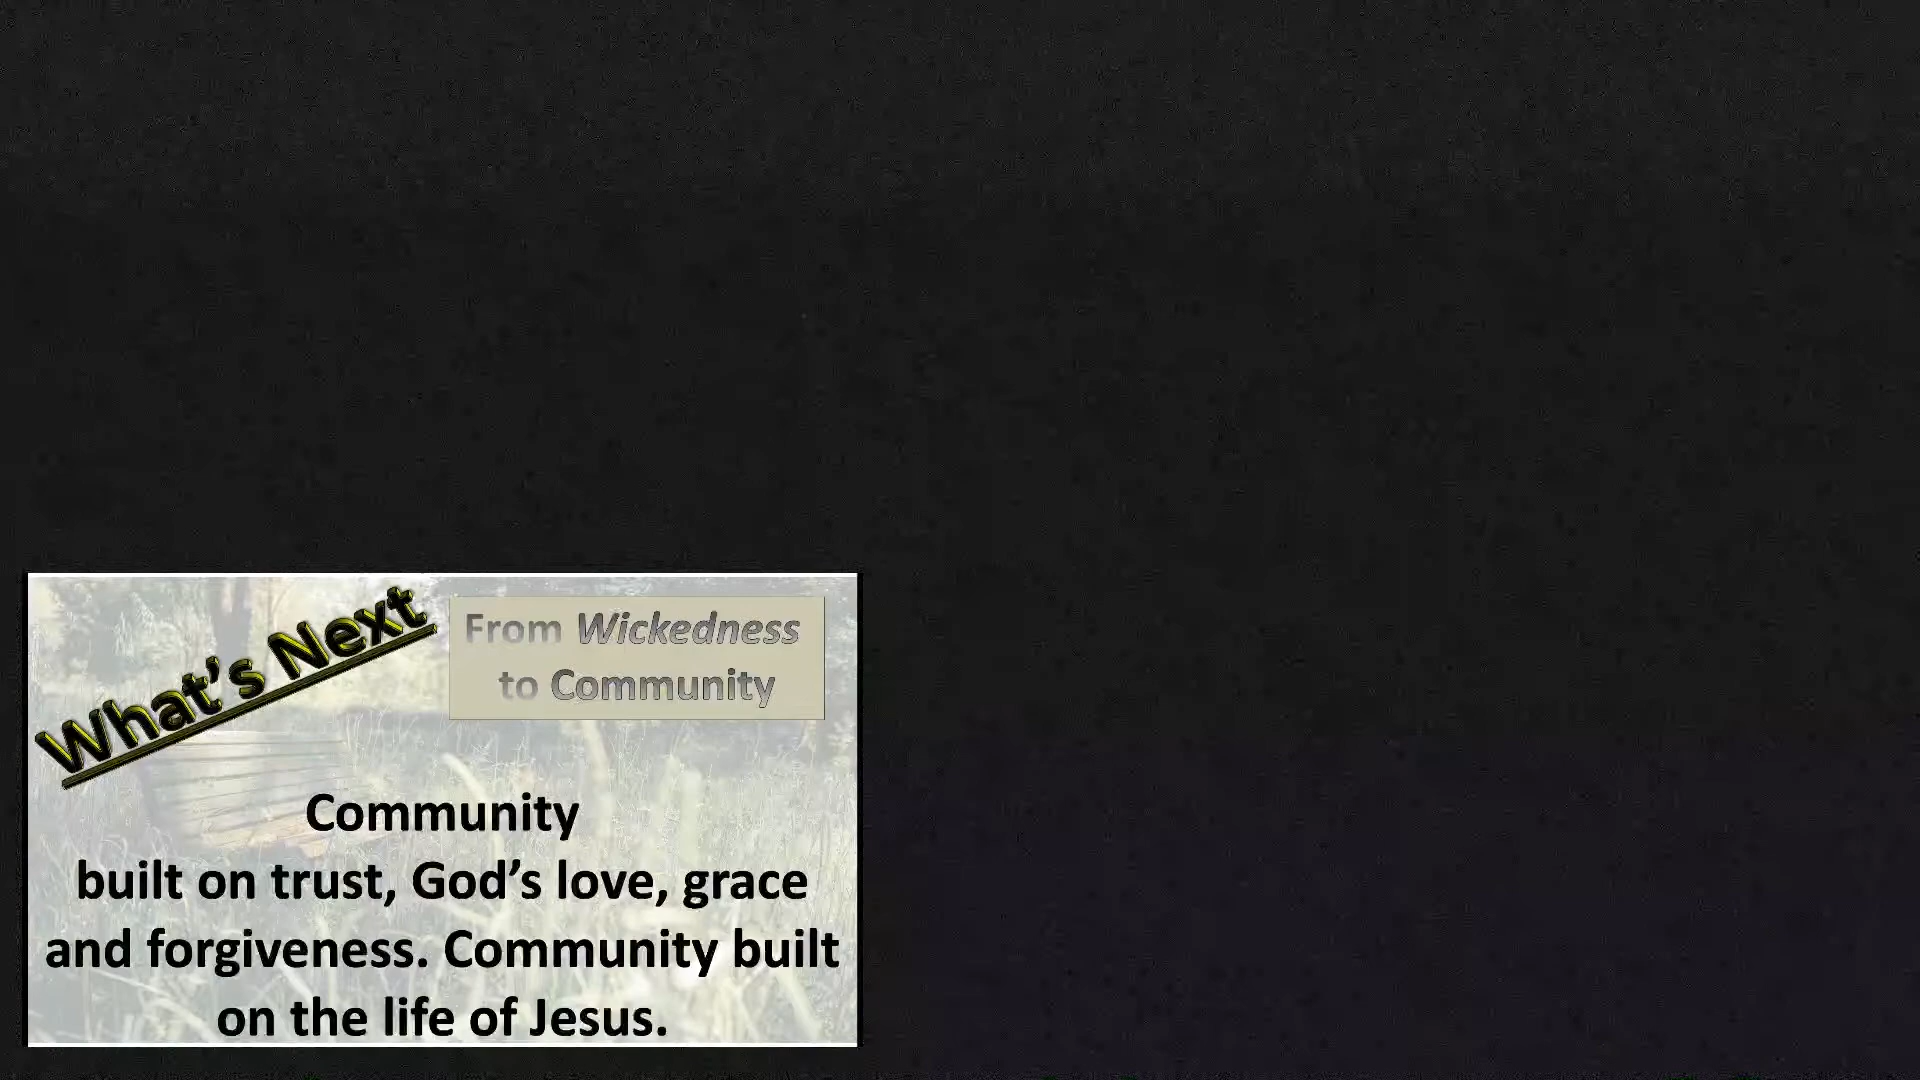 What's Next
From Wickedness
to Community
Community
built on trust, God’s love, grace
and forgiveness. Community built
on the life of Jesus.